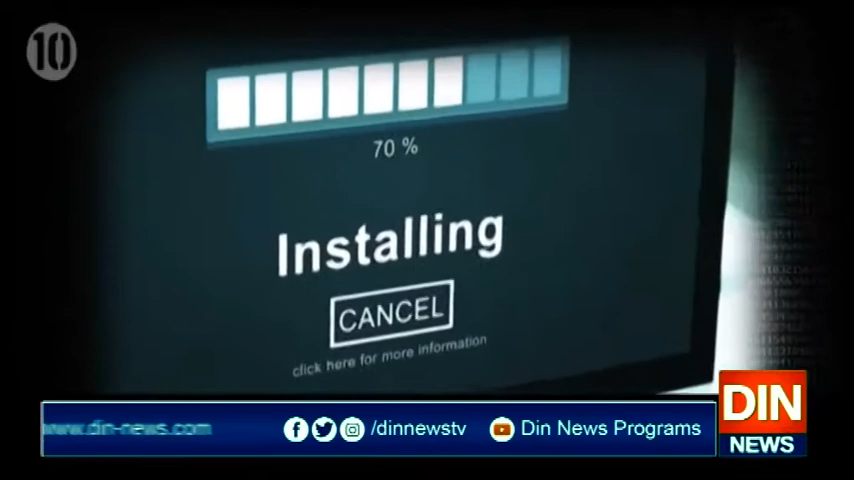 10
70 %
Installing
CANCEL
click here for more information
www.din-news.com
/dinnewstv
Din News Programs
DIN
NEWS